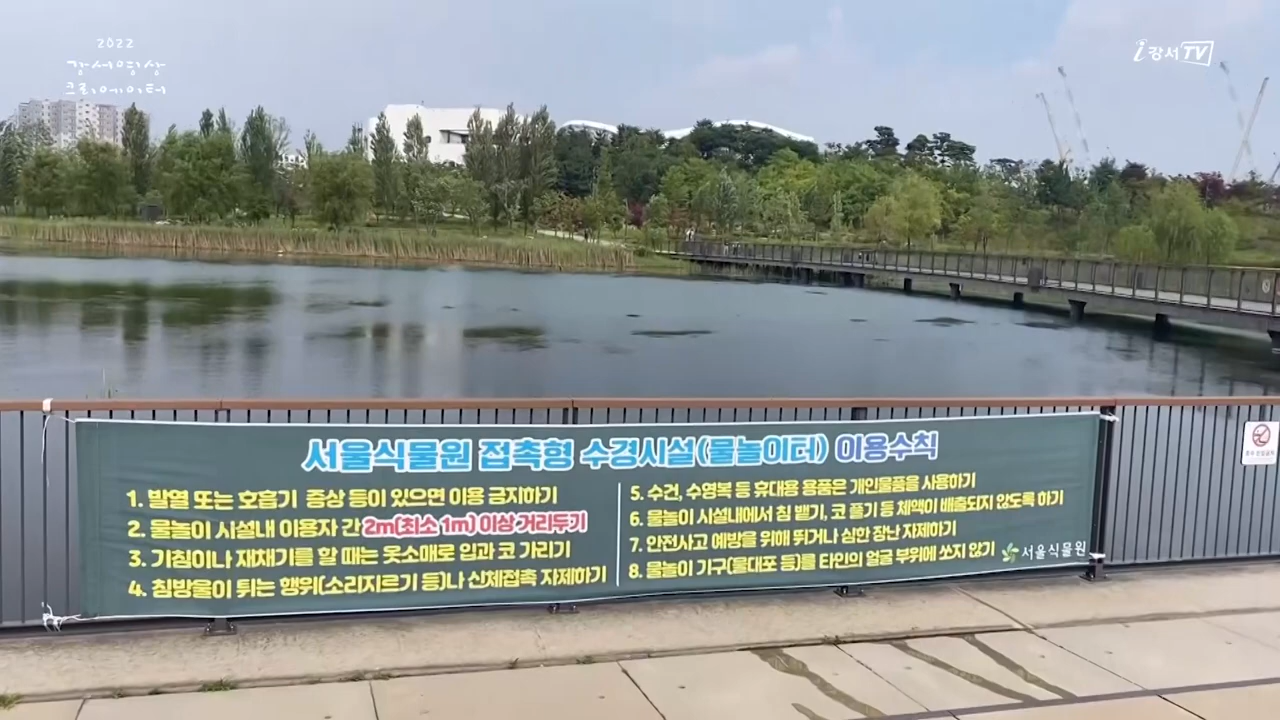 2022
강서영상
크리에이터
i강서TV
서울식물원 접촉형 수경시설(물놀이터) 이용수칙
1. 발열 또는 호흡기 증상 등이 있으면 이용 금지하기
2. 물놀이 시설내 이용자 간 2m(최소 1m) 이상 거리두기
3. 기침이나 재채기를 할 때는 옷소매로 입과 코 가리기
4. 침방울이 튀는 행위(소리지르기 등)나 신체접촉 자제하기
5. 수건, 수영복 등 휴대용 용품은 개인물품을 사용하기
6. 물놀이 시설내에서 침 뱉기, 코 풀기 등 체액이 배출되지 않도록 하기
7. 안전사고 예방을 위해 뛰거나 심한 장난 자제하기
8. 물놀이 기구(물대포 등)를 타인의 얼굴 부위에 쏘지 않기
서울식물원